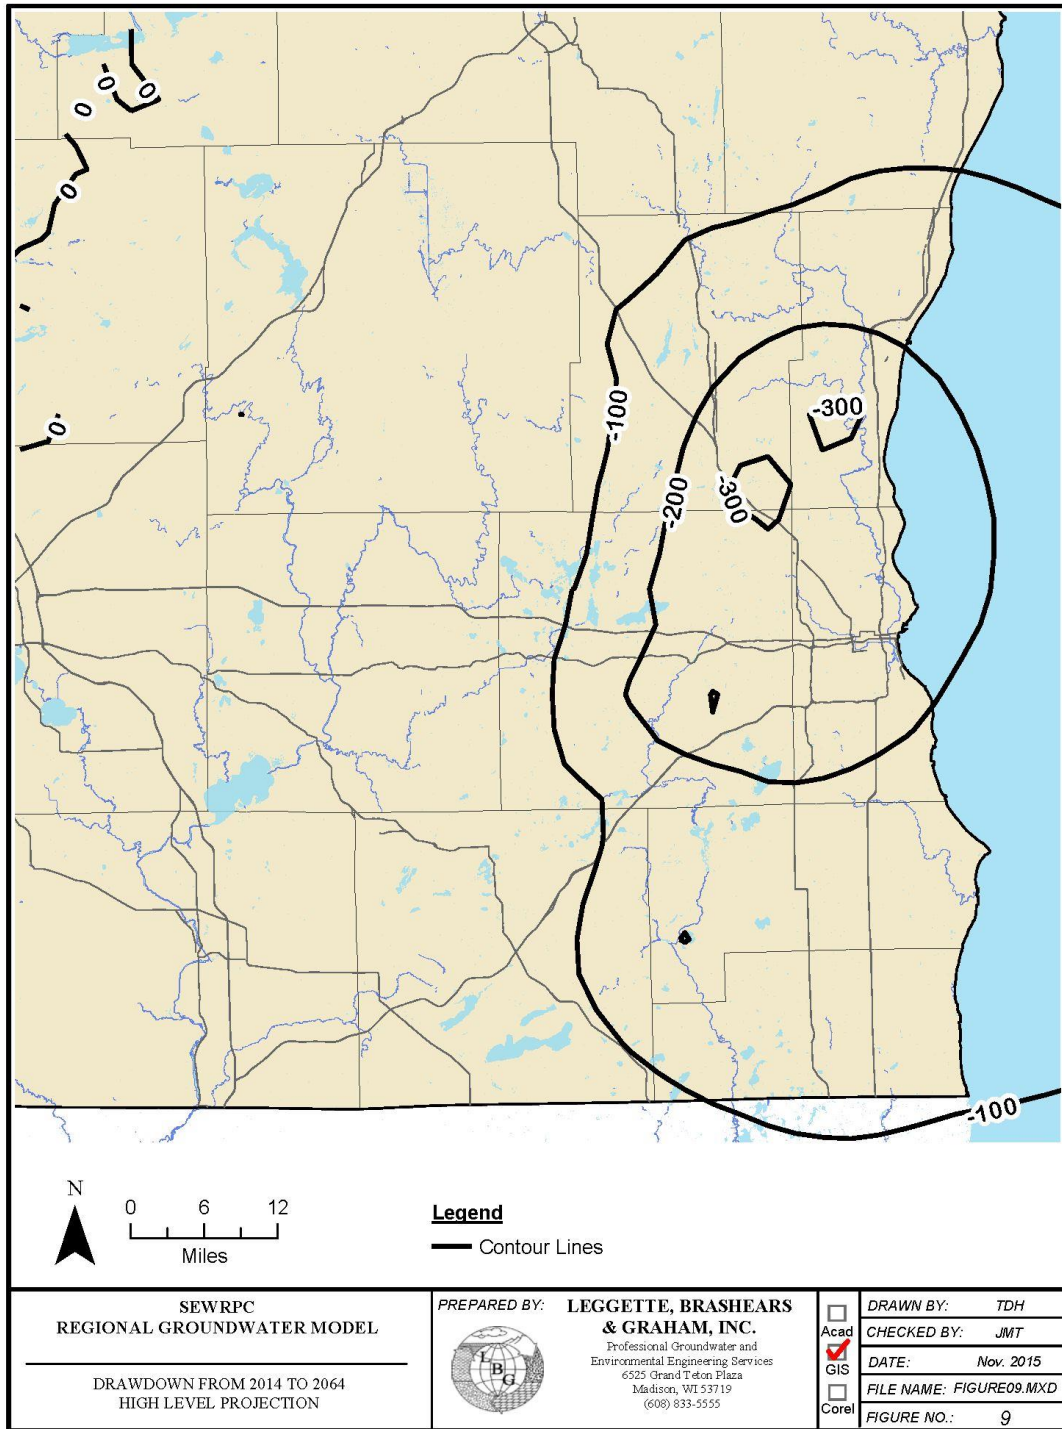 0
0
0
0
0
-100
-300
-200
-300
-100
N
0 6 12
Miles
Legend
Contour Lines
SEWRPC
REGIONAL GROUNDWATER MODEL
DRAWDOWN FROM 2014 TO 2064
HIGH LEVEL PROJECTION
PREPARED BY:
LBG
LEGGETTE, BRASHEARS
& GRAHAM, INC.
Professional Groundwater and
Environmental Engineering Services
6525 Grand Teton Plaza
Madison, WI 53719
(608) 833-5555
Acad
GIS
Corel
DRAWN BY: TDH
CHECKED BY: JMT
DATE: Nov. 2015
FILE NAME: FIGURE09.MXD
FIGURE NO.: 9